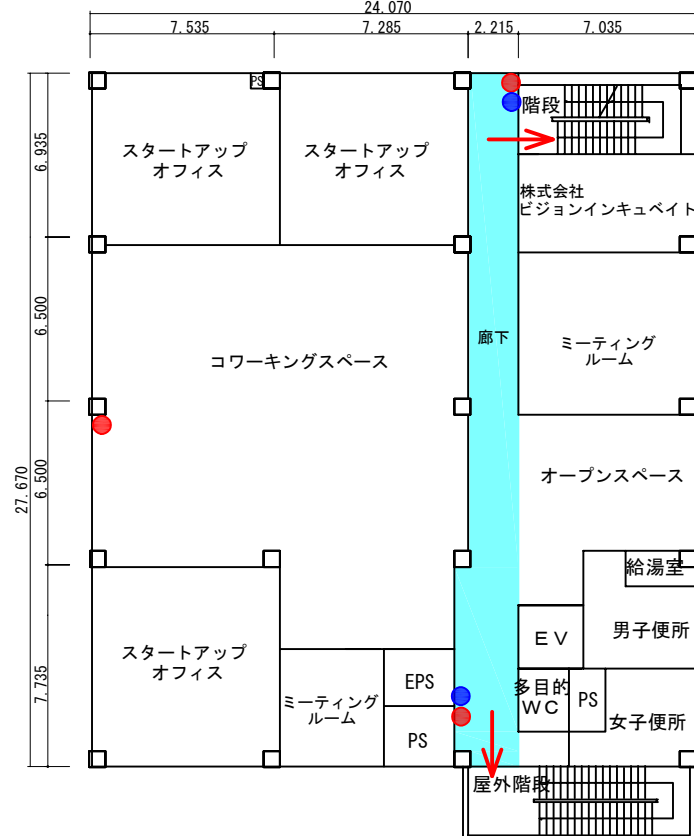 24.070
7.535
7.285
2.215
7.035
27.670
6.935
6.500
6.500
7.735
PS
階段
スタートアップ
オフィス
スタートアップ
オフィス
株式会社
ビジョンインキュベイト
廊下
ミーティング
ルーム
コワーキングスペース
オープンスペース
給湯室
男子便所
EV
スタートアップ
オフィス
EPS
多目的
WC
PS
ミーティング
ルーム
PS
女子便所
屋外階段